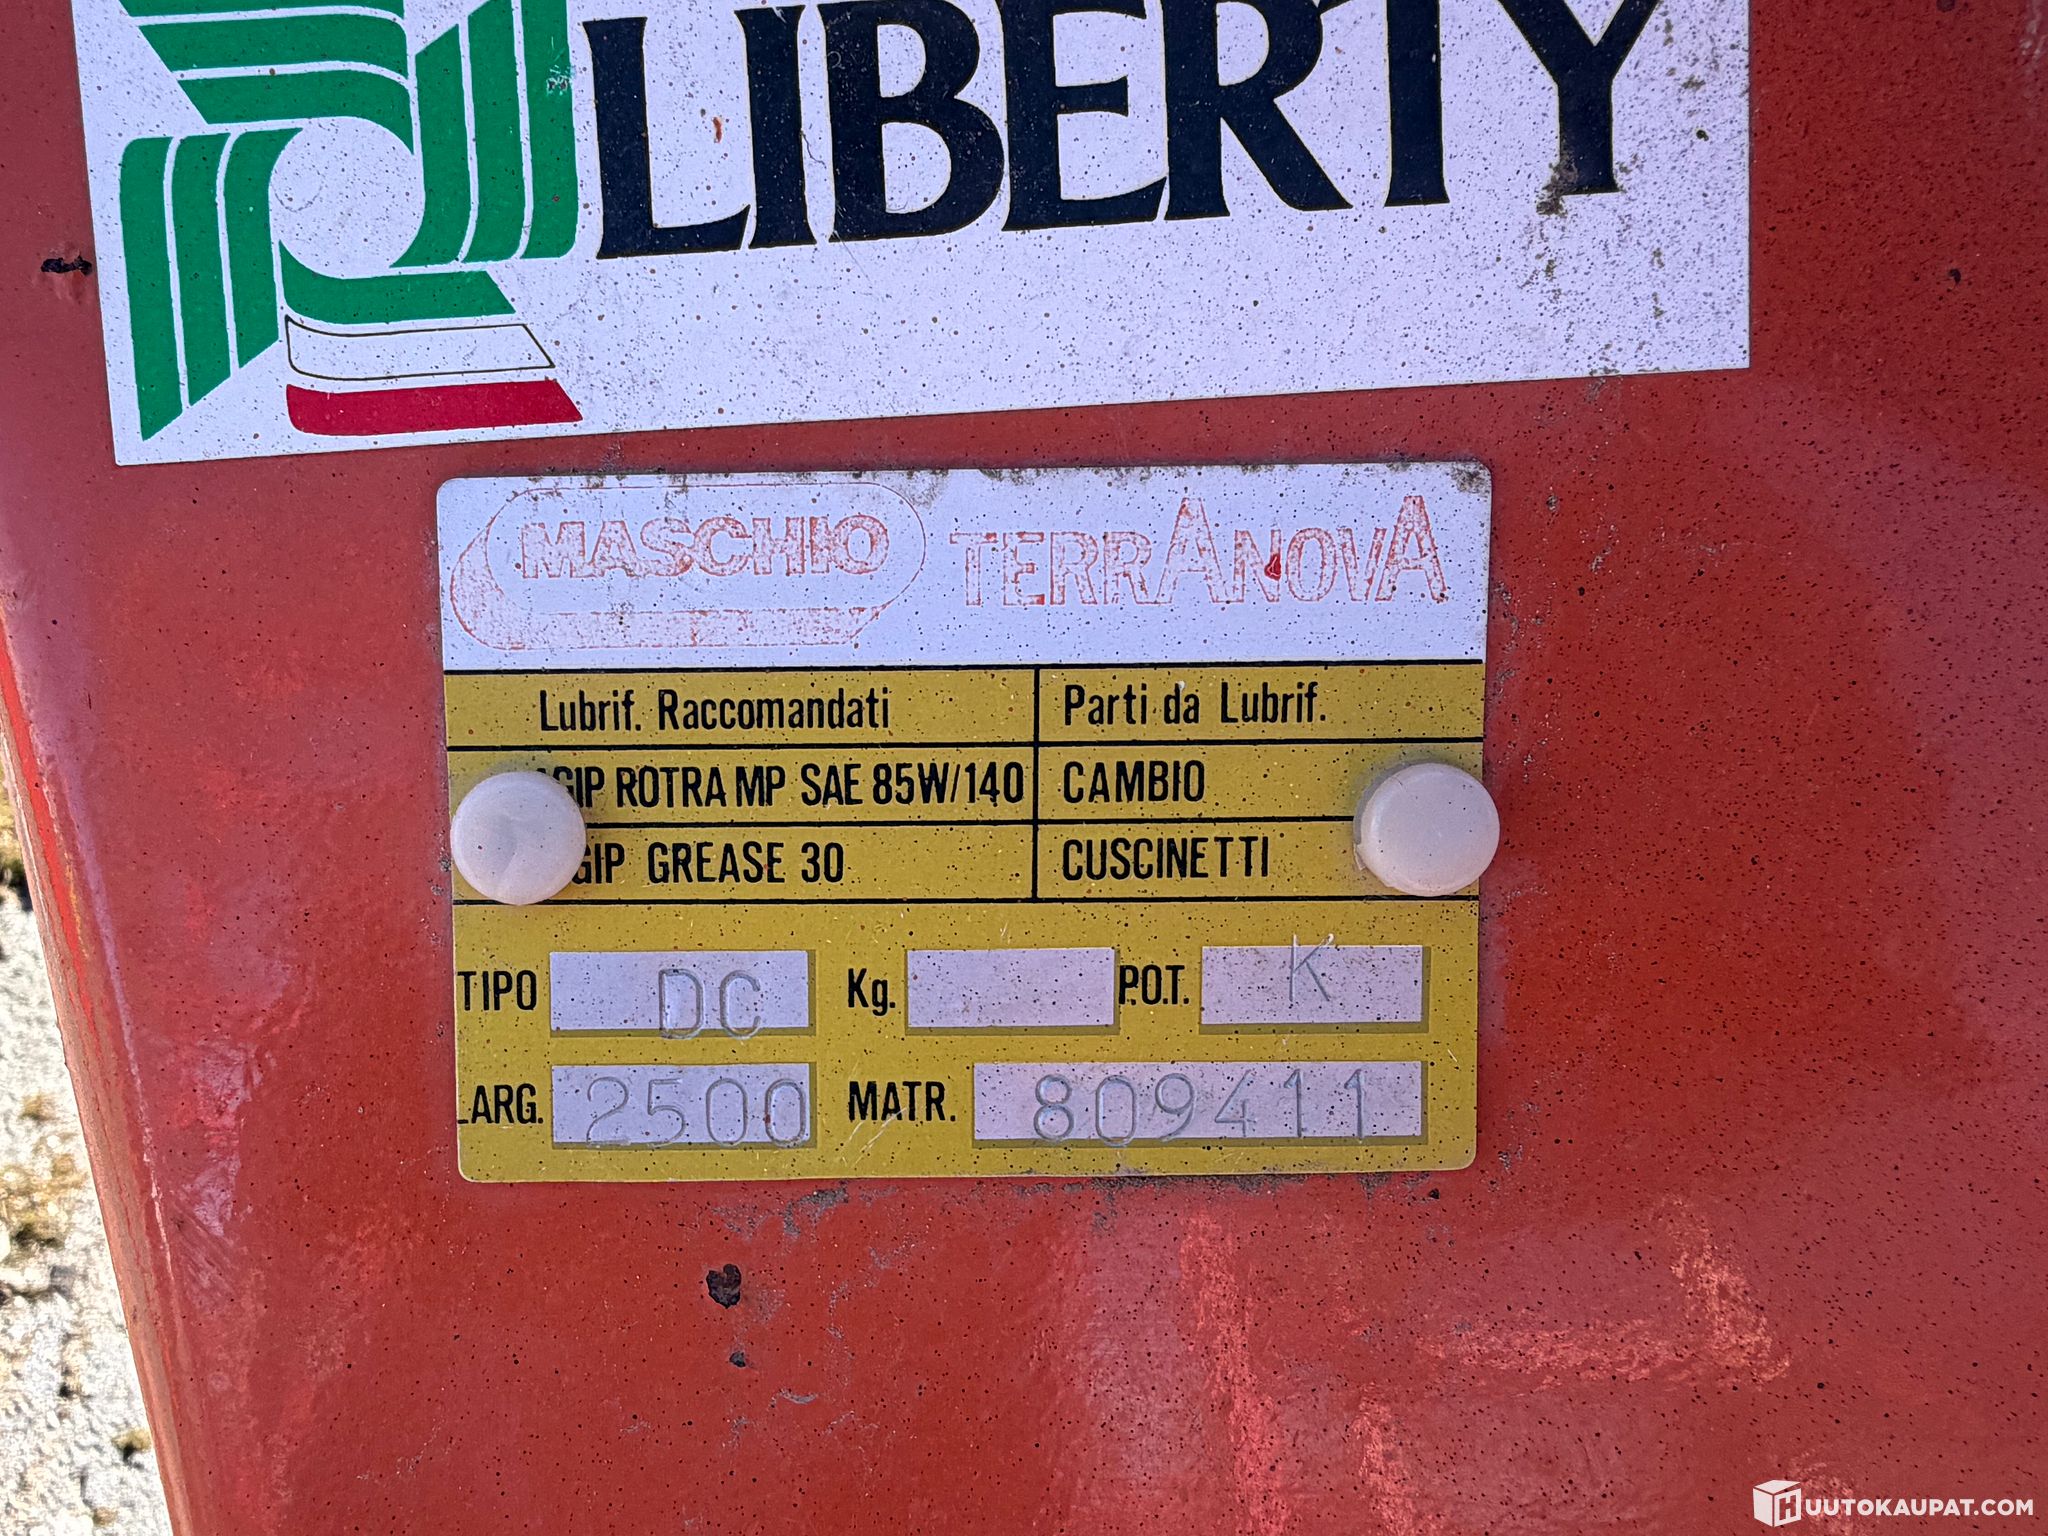 LIBERTY
MASCHIO TERRANOVA
Lubrif. Raccomandati Parti da Lubrif.
AGIP ROTRA MP SAE 85W/140 CAMBIO
GIP GREASE 30 CUSCINETTI
TIPO DC Kg. P.O.T. K
LARG. 2500 MATR. 809411
HUUTOKAUPAT.COM